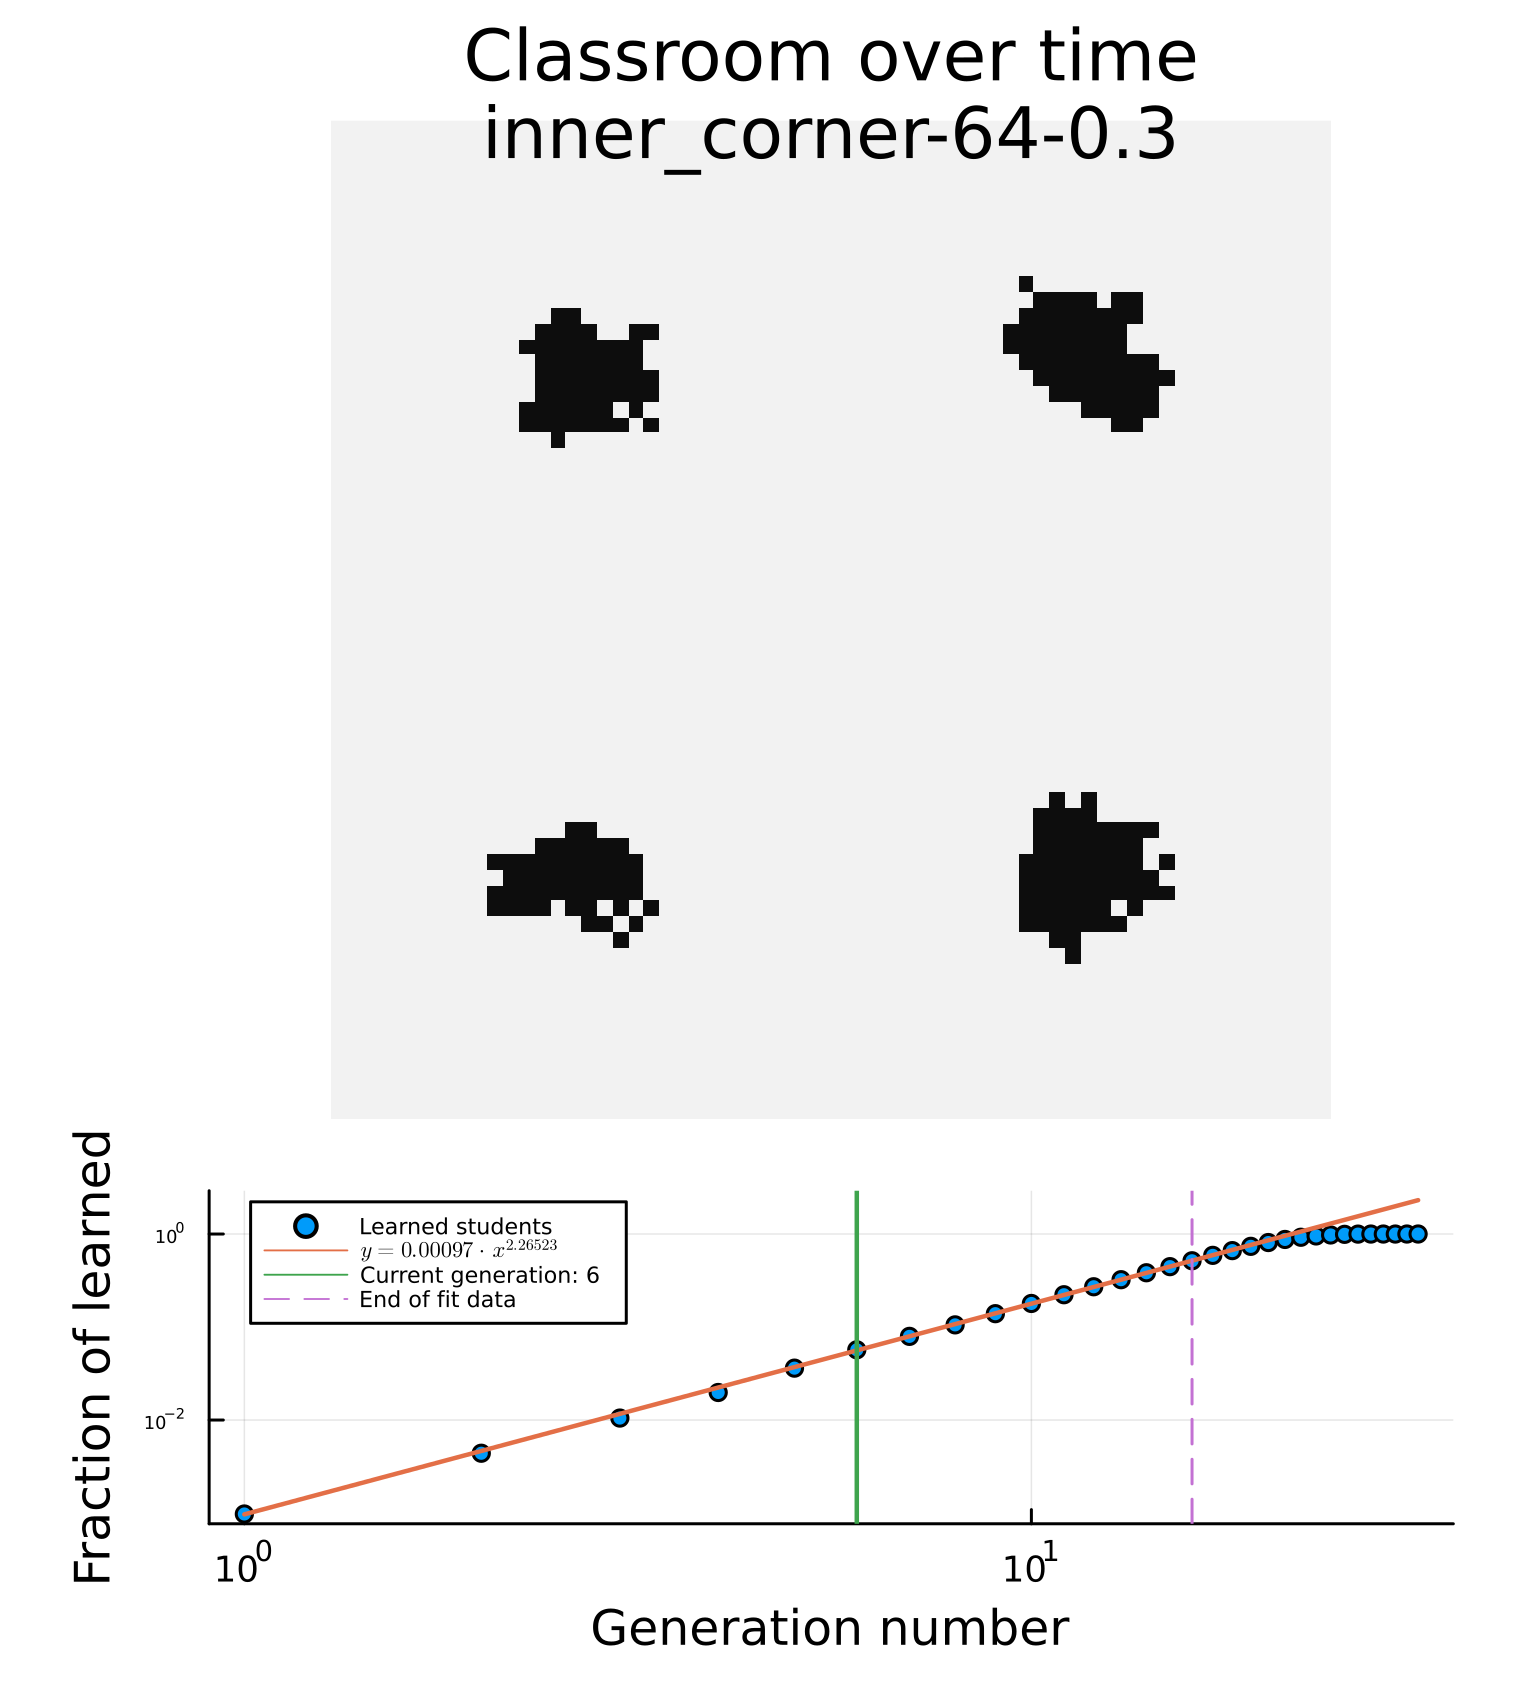 Classroom over time
inner_corner-64-0.3
Fraction of learned
10^0
10^-2
Learned students
y = 0.00097 · x^2.26523
Current generation: 6
End of fit data
10^0
10^1
Generation number